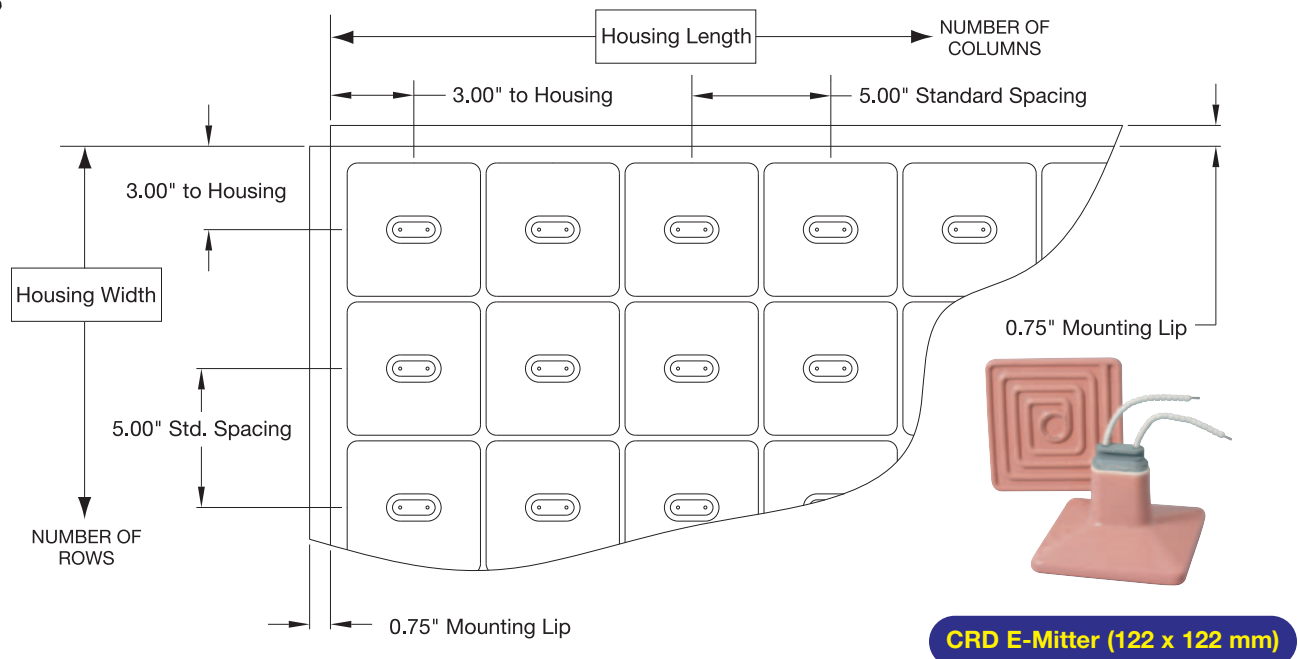 Housing Length
NUMBER OF
COLUMNS
3.00" to Housing
5.00" Standard Spacing
3.00" to Housing
Housing Width
0.75" Mounting Lip
5.00" Std. Spacing
NUMBER OF
ROWS
0.75" Mounting Lip
CRD E-Mitter (122 x 122 mm)